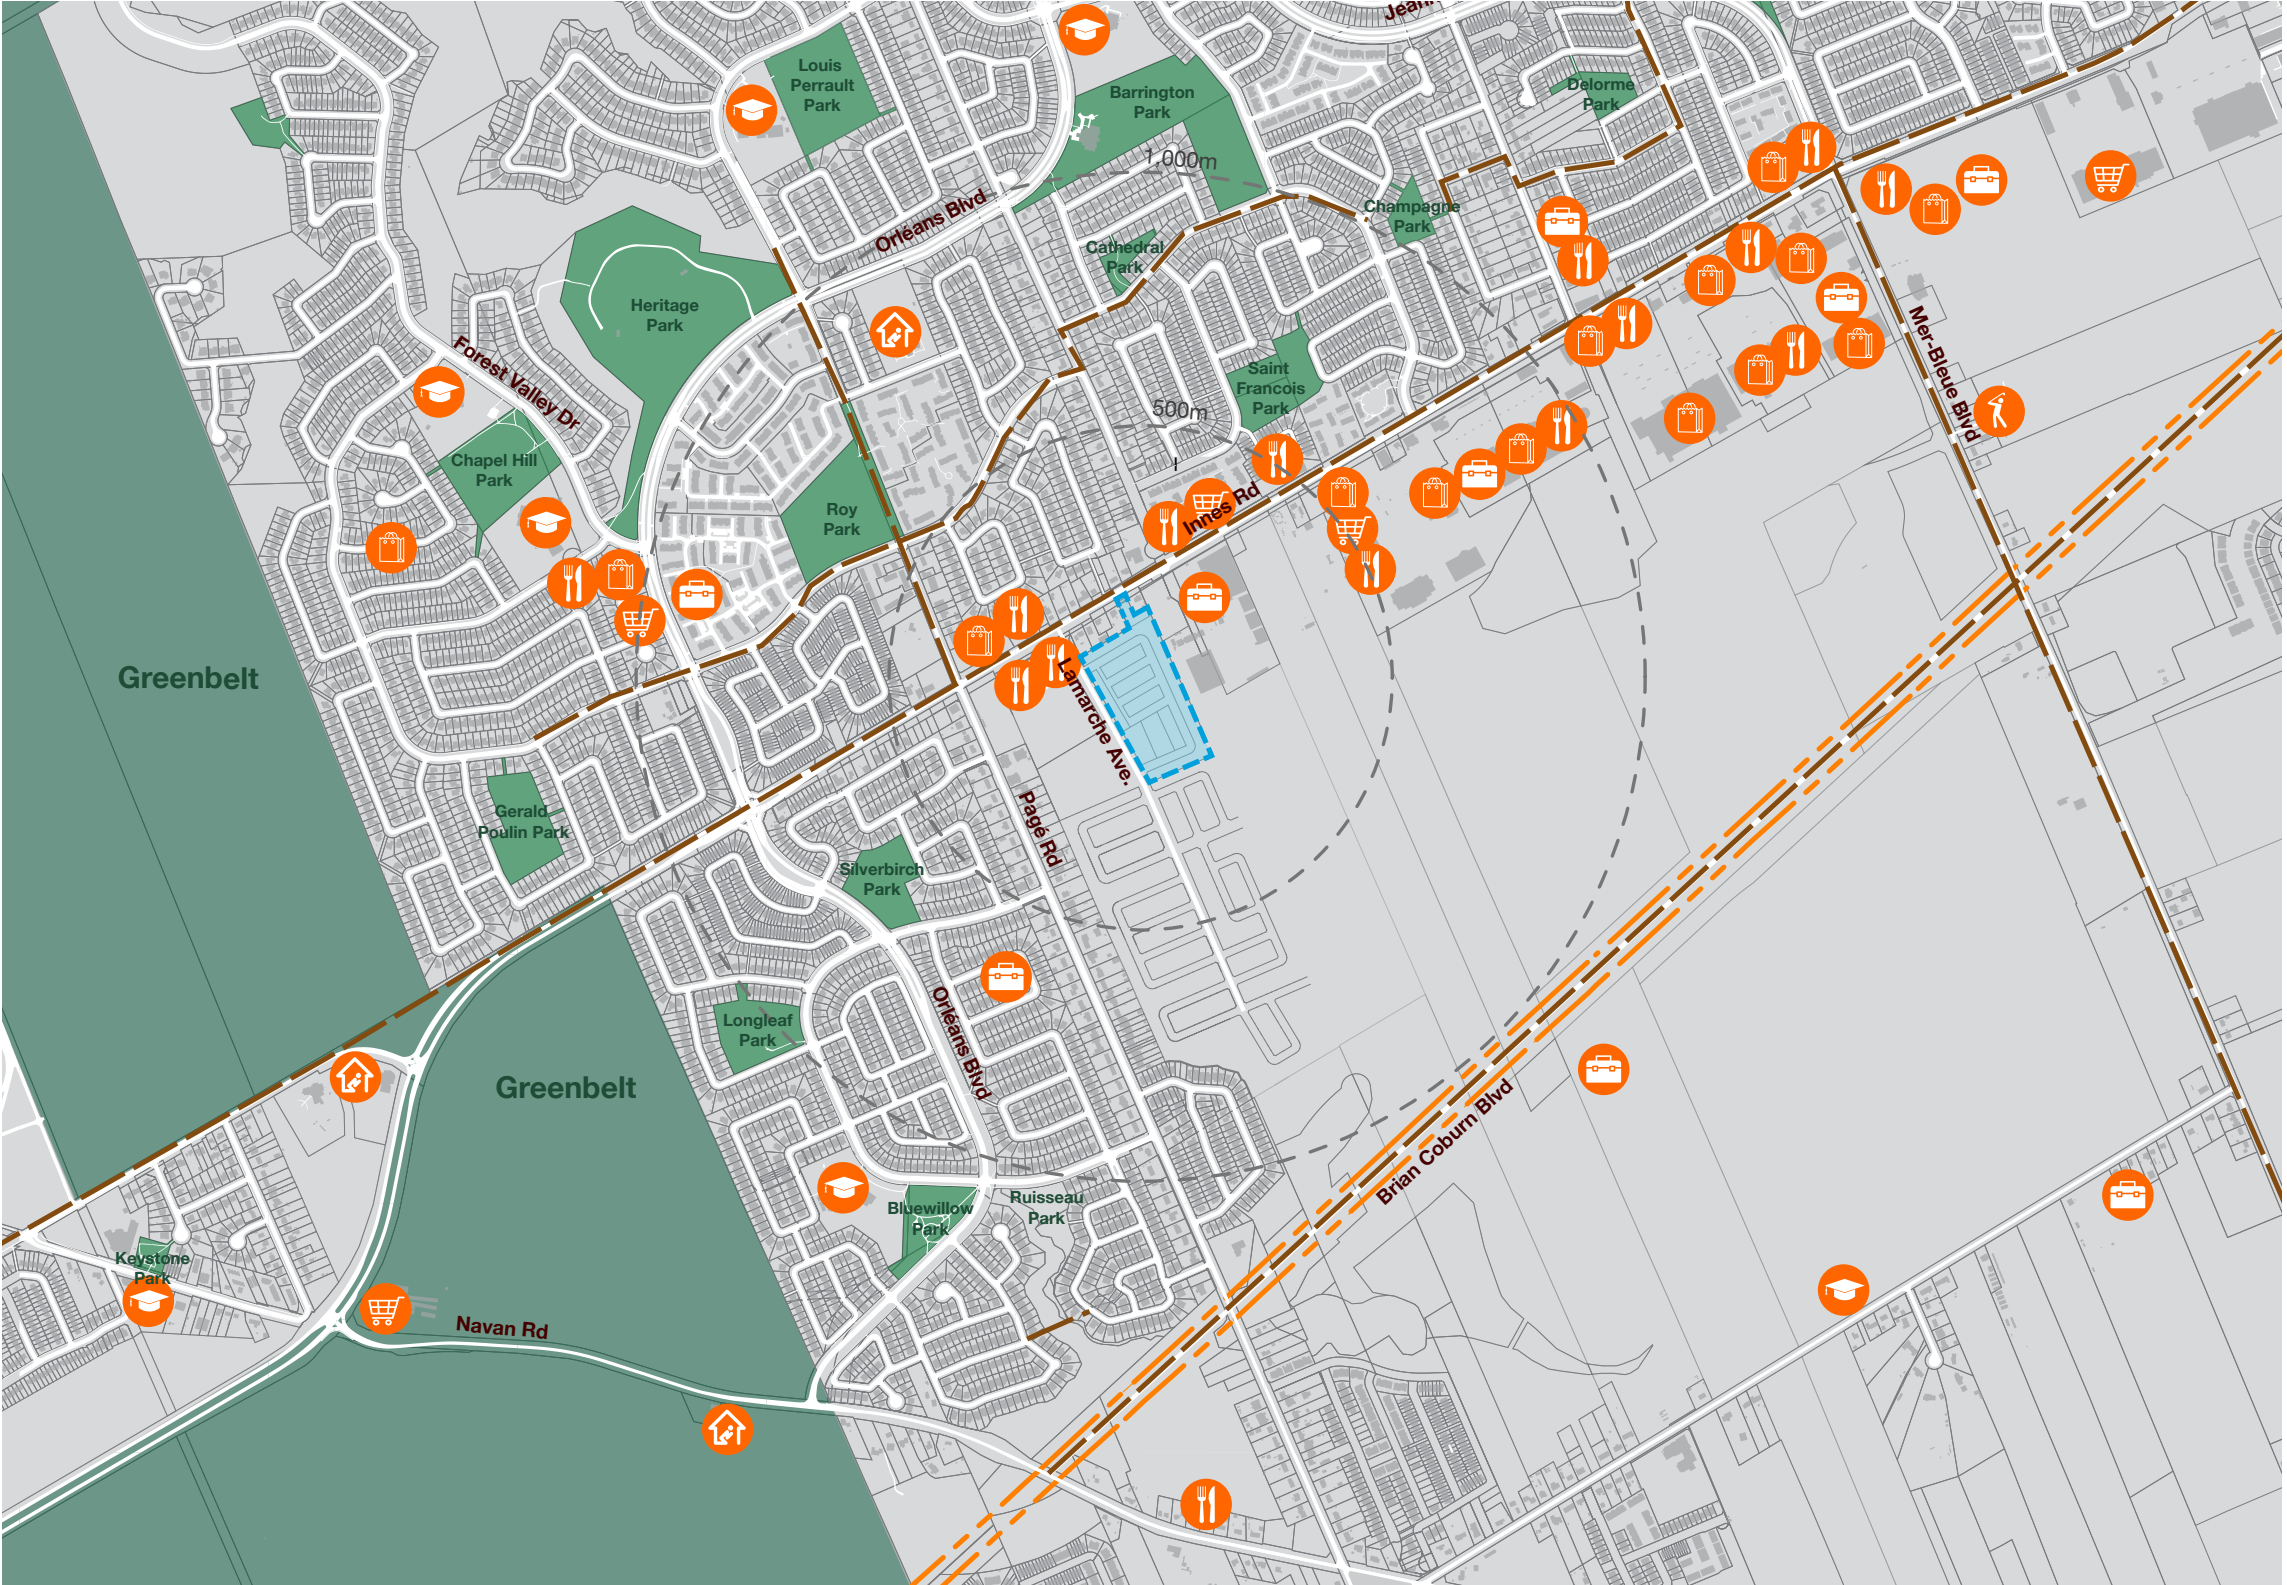 Jean
Louis
Perrault
Park
Barrington
Park
Delorme
Park
1,000m
Orléans Blvd
Champagne
Park
Cathedral
Park
Heritage
Park
Forest Valley Dr
Mer-Bleue Blvd
Saint
Francois
Park
500m
Chapel Hill
Park
Roy
Park
Innes Rd
Greenbelt
Lamarche Ave.
Gerald
Poulin Park
Pagé Rd
Silverbirch
Park
Longleaf
Park
Orléans Blvd
Greenbelt
Brian Coburn Blvd
Bluewillow
Park
Ruisseau
Park
Keystone
Park
Navan Rd